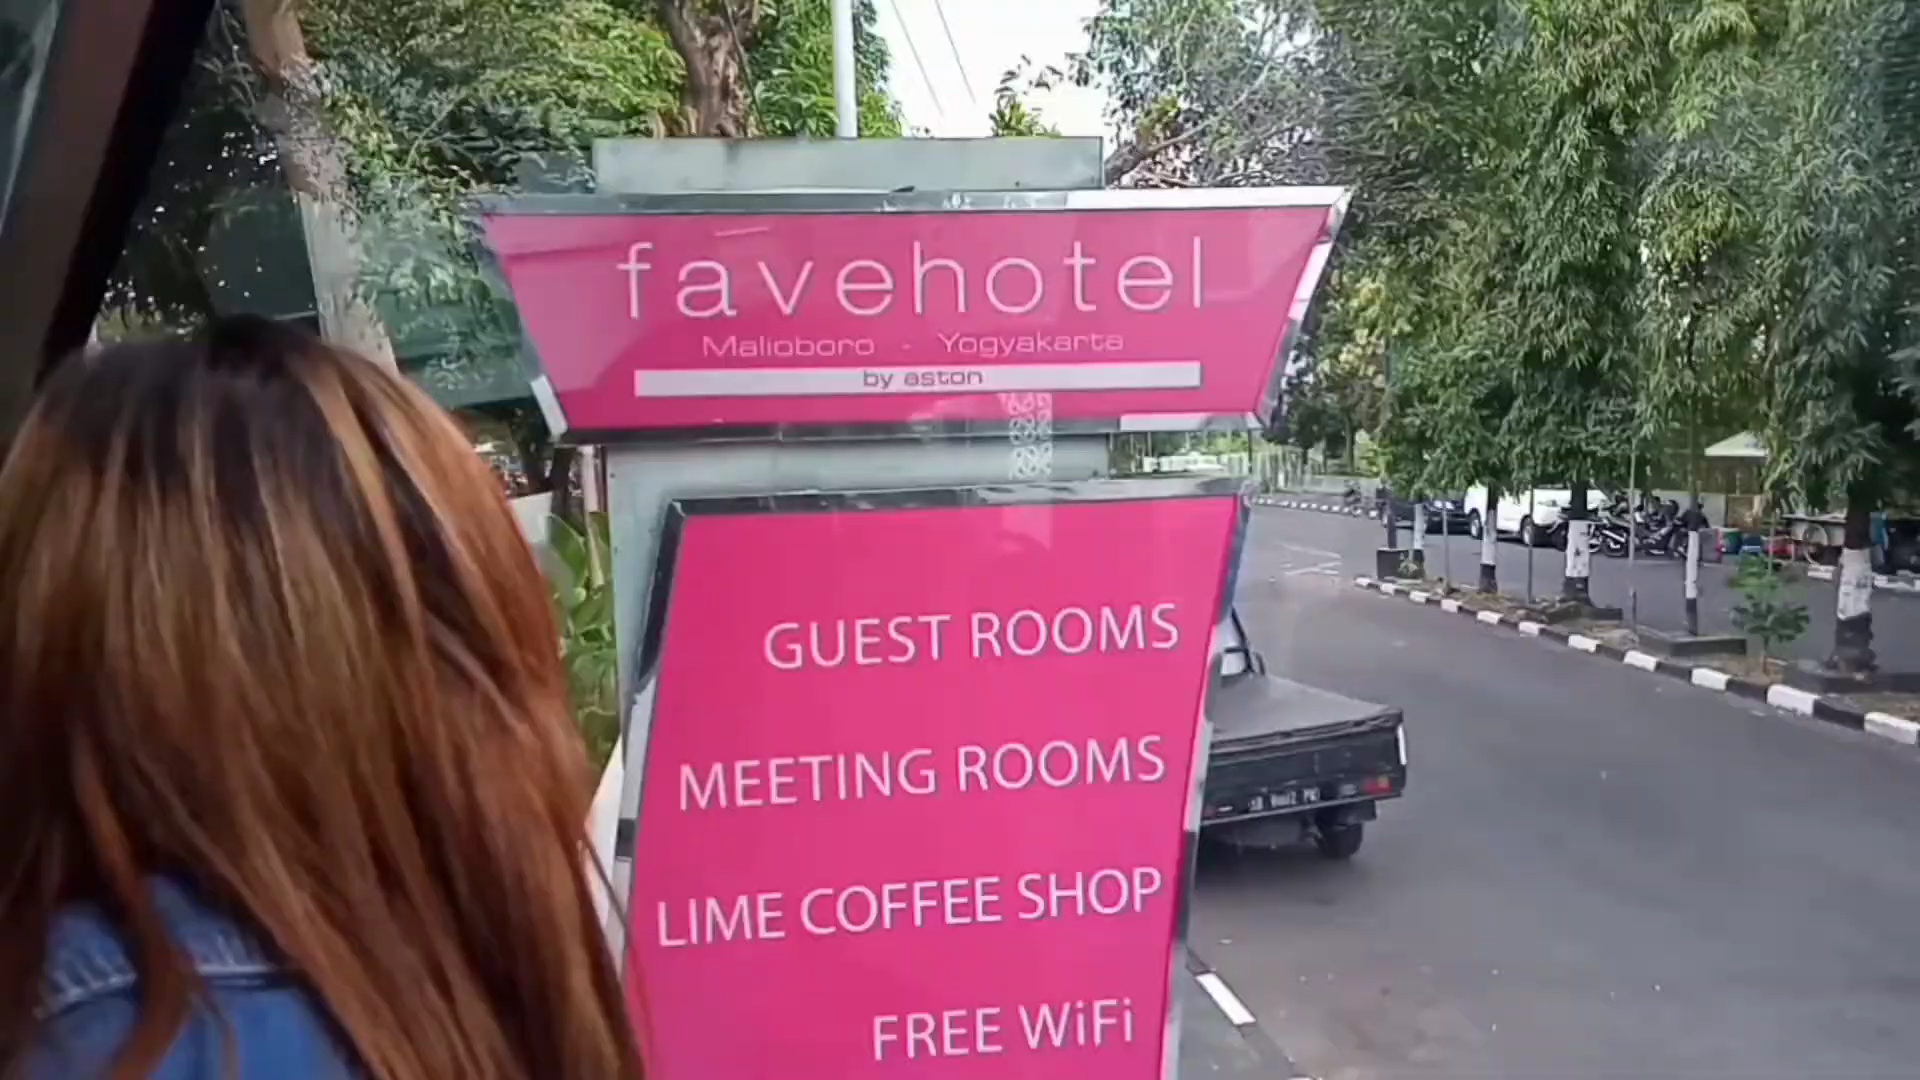 favehotel
Malioboro - Yogyakarta
by aston
GUEST ROOMS
MEETING ROOMS
LIME COFFEE SHOP
FREE WiFi